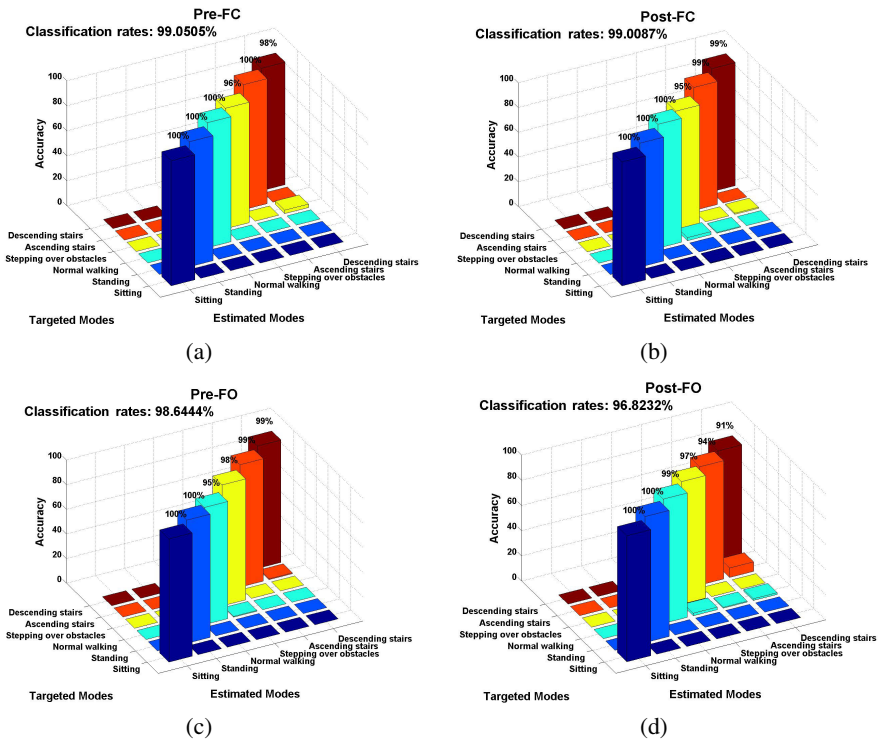 Pre-FC
Classification rates: 99.0505%
98%
100%
96%
100%
100%
100%
100
80
60
40
20
0
Accuracy
Descending stairs
Ascending stairs
Stepping over obstacles
Normal walking
Standing
Sitting
Descending stairs
Ascending stairs
Stepping over obstacles
Normal walking
Standing
Sitting
Targeted Modes
Estimated Modes
(a)
Post-FC
Classification rates: 99.0087%
99%
99%
95%
100%
100%
100%
100
80
60
40
20
0
Accuracy
Descending stairs
Ascending stairs
Stepping over obstacles
Normal walking
Standing
Sitting
Descending stairs
Ascending stairs
Stepping over obstacles
Normal walking
Standing
Sitting
Targeted Modes
Estimated Modes
(b)
Pre-FO
Classification rates: 98.6444%
99%
99%
98%
95%
100%
100%
100
80
60
40
20
0
Accuracy
Descending stairs
Ascending stairs
Stepping over obstacles
Normal walking
Standing
Sitting
Descending stairs
Ascending stairs
Stepping over obstacles
Normal walking
Standing
Sitting
Targeted Modes
Estimated Modes
(c)
Post-FO
Classification rates: 96.8232%
91%
94%
97%
99%
100%
100%
100
80
60
40
20
0
Accuracy
Descending stairs
Ascending stairs
Stepping over obstacles
Normal walking
Standing
Sitting
Descending stairs
Ascending stairs
Stepping over obstacles
Normal walking
Standing
Sitting
Targeted Modes
Estimated Modes
(d)